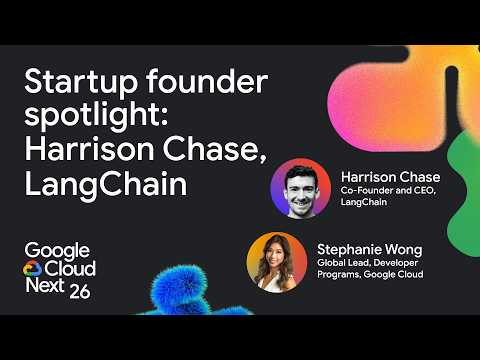 Startup founder
spotlight:
Harrison Chase,
LangChain
Harrison Chase
Co-Founder and CEO,
LangChain
Stephanie Wong
Global Lead, Developer
Programs, Google Cloud
Google
Cloud
Next 26